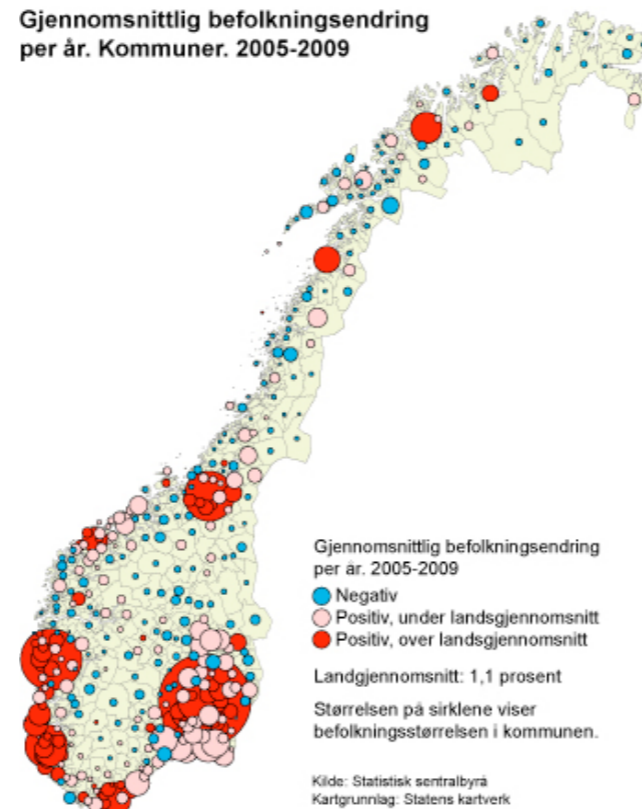 Gjennomsnittlig befolkningsendring
per år. Kommuner. 2005-2009
Gjennomsnittlig befolkningsendring
per år. 2005-2009
Negativ
Positiv, under landsgjennomsnitt
Positiv, over landsgjennomsnitt
Landgjennomsnitt: 1,1 prosent
Størrelsen på sirklene viser
befolkningsstørrelsen i kommunen.
Kilde: Statistisk sentralbyrå
Kartgrunnlag: Statens kartverk